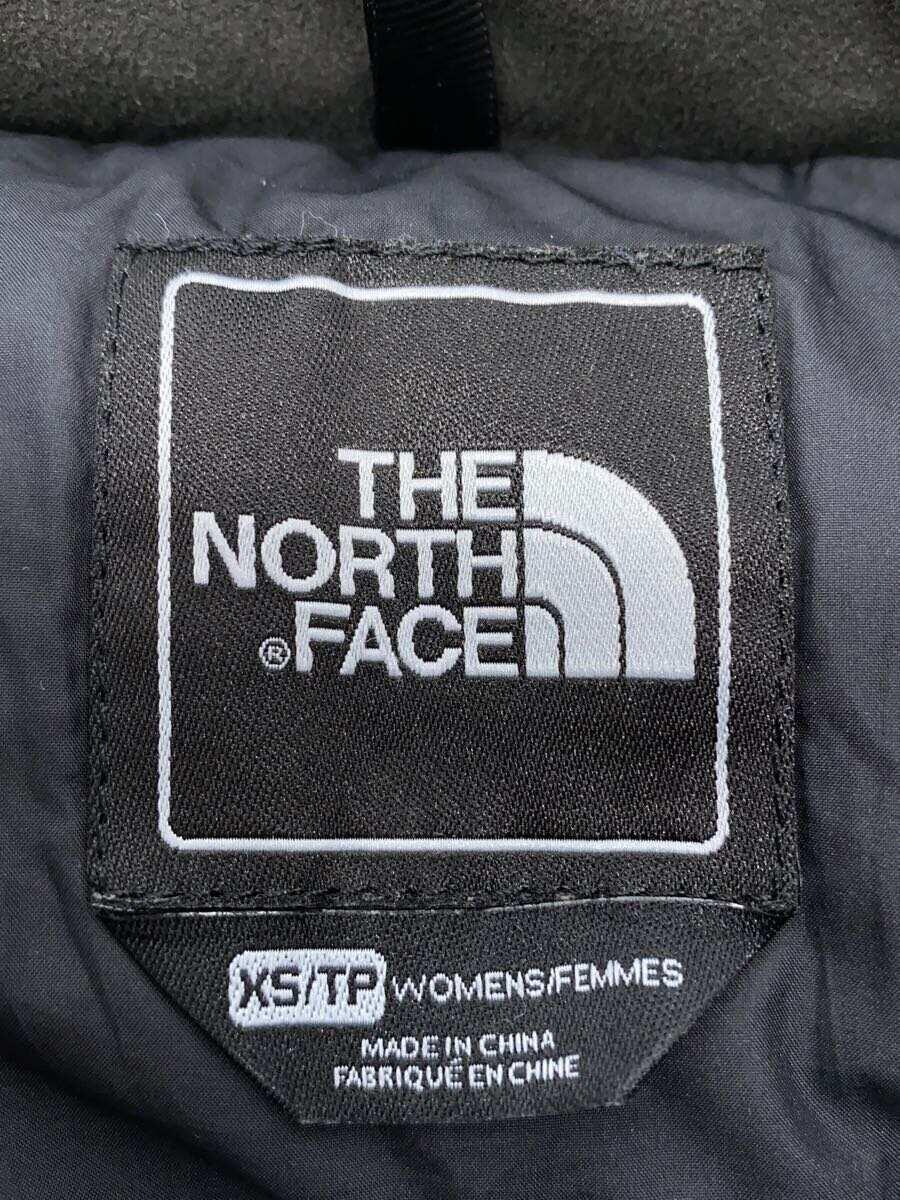 THE
NORTH
®FACE
XS/TP WOMENS/FEMMES
MADE IN CHINA
FABRIQUÉ EN CHINE